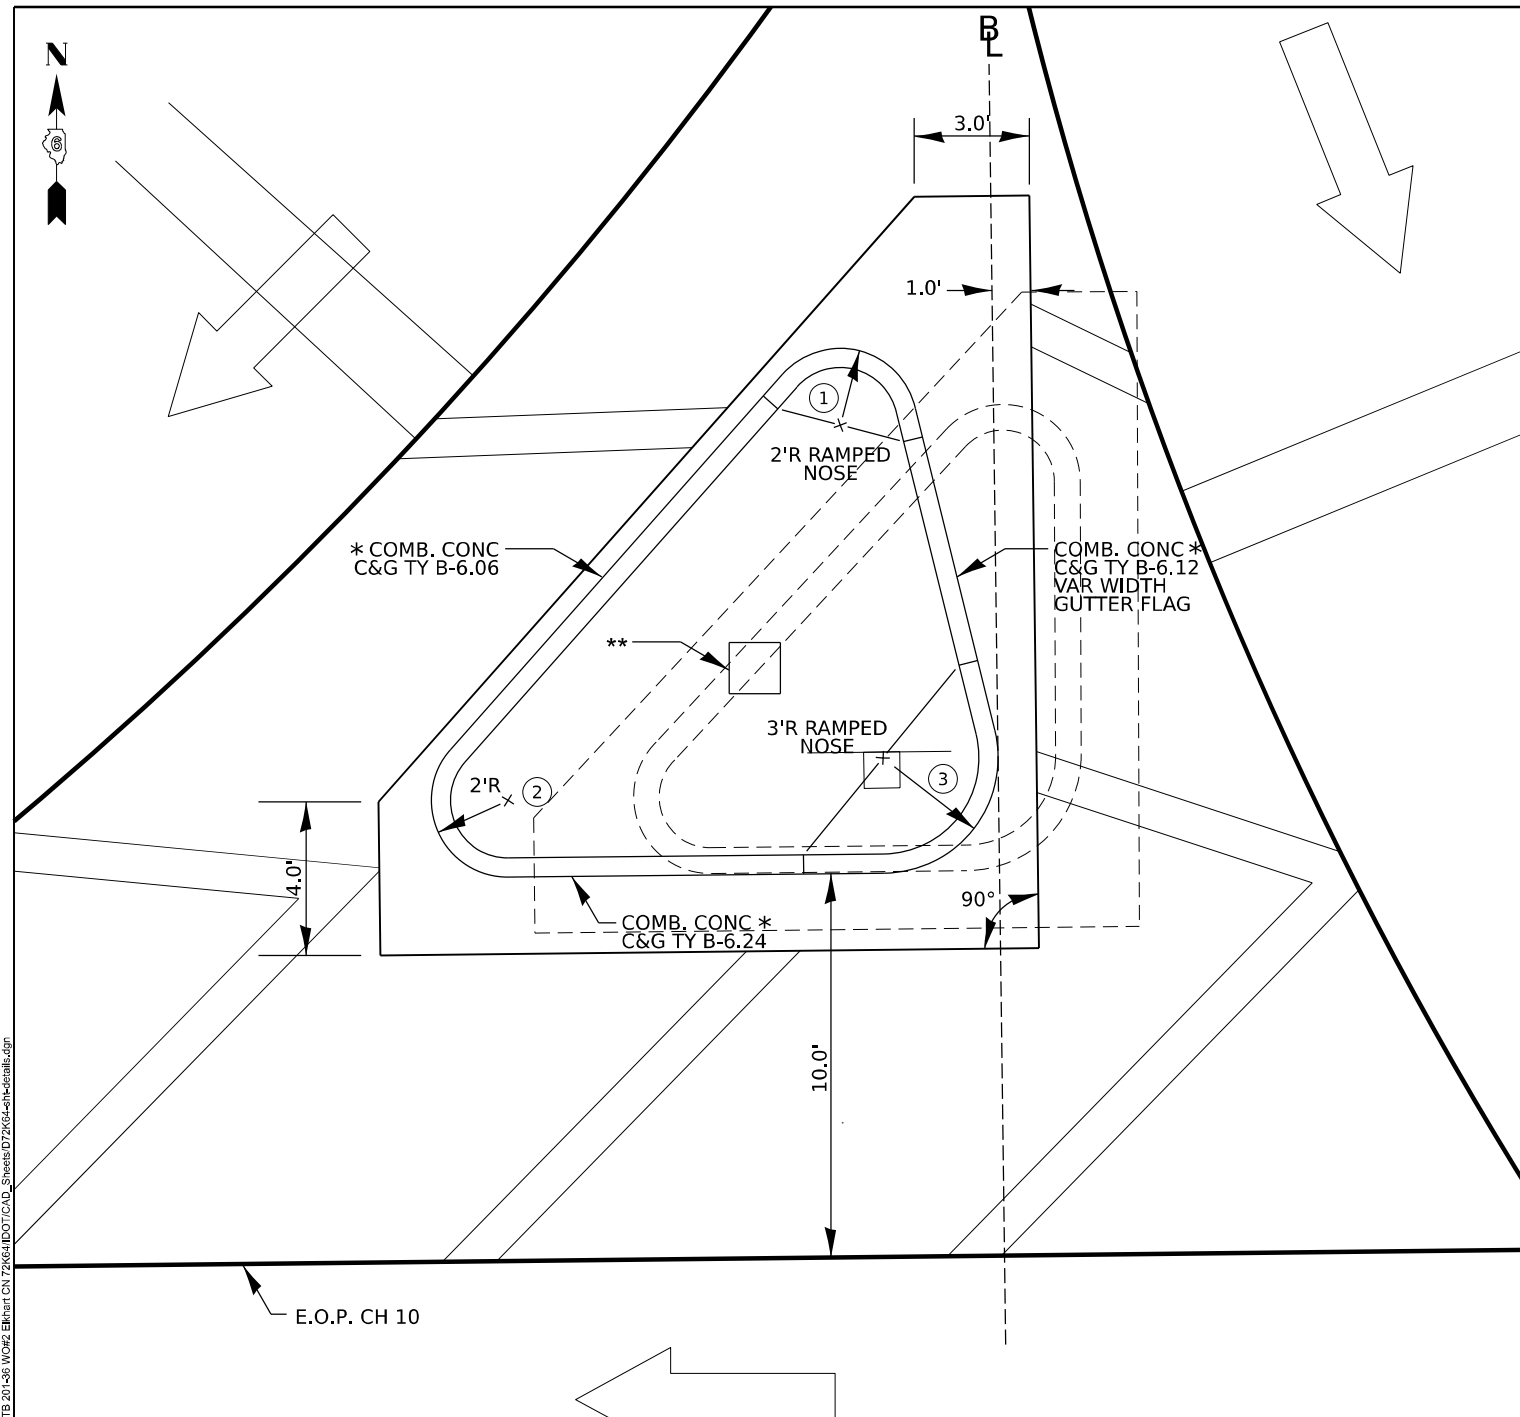 N
6
BL
3.0'
1.0'
1
2'R RAMPED
NOSE
* COMB. CONC
C&G TY B-6.06
COMB. CONC *
C&G TY B-6.12
VAR WIDTH
GUTTER FLAG
**
3'R RAMPED
NOSE
2'R
2
3
4.0'
90°
COMB. CONC *
C&G TY B-6.24
10.0'
E.O.P. CH 10
TB 201-36 WO#2 Elkhart CN 72K64/IDOT/CAD_Sheets/D72K64-sht-details.dgn